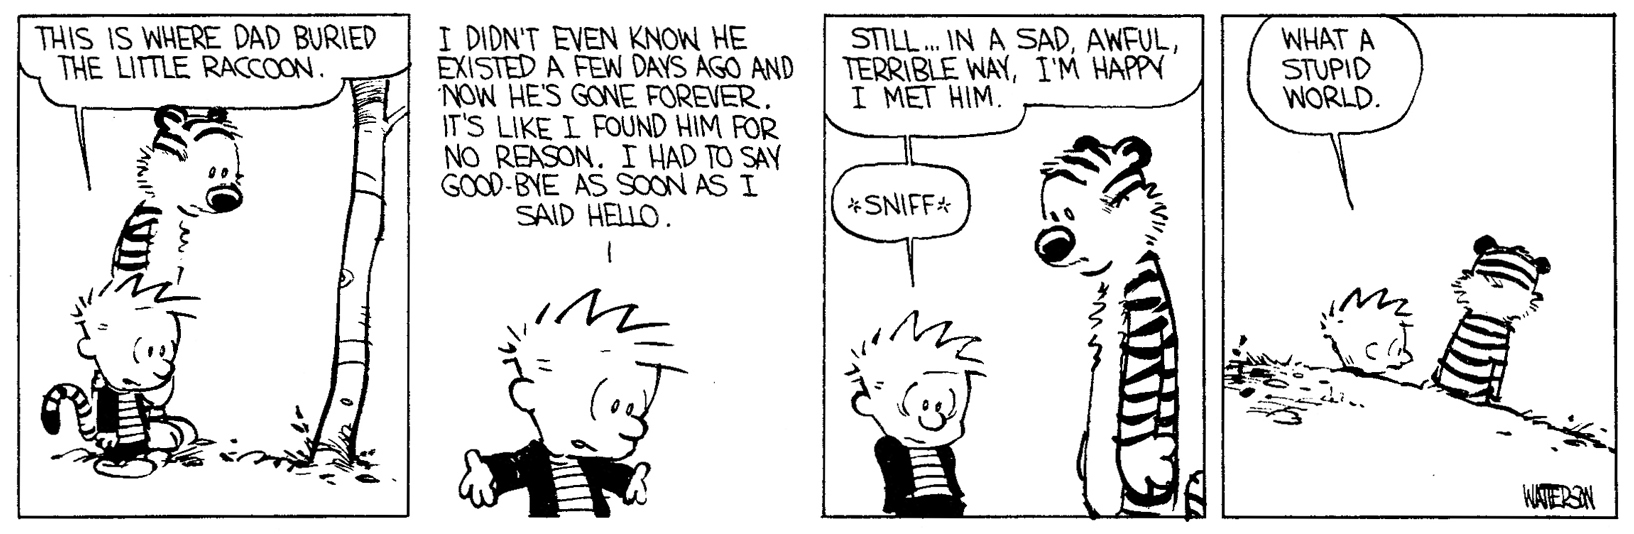 THIS IS WHERE DAD BURIED
THE LITTLE RACCOON.
I DIDN'T EVEN KNOW HE
EXISTED A FEW DAYS AGO AND
NOW HE'S GONE FOREVER.
IT'S LIKE I FOUND HIM FOR
NO REASON. I HAD TO SAY
GOOD-BYE AS SOON AS I
SAID HELLO.
STILL... IN A SAD, AWFUL,
TERRIBLE WAY, I'M HAPPY
I MET HIM.
*SNIFF*
WHAT A
STUPID
WORLD.
WATTERSON